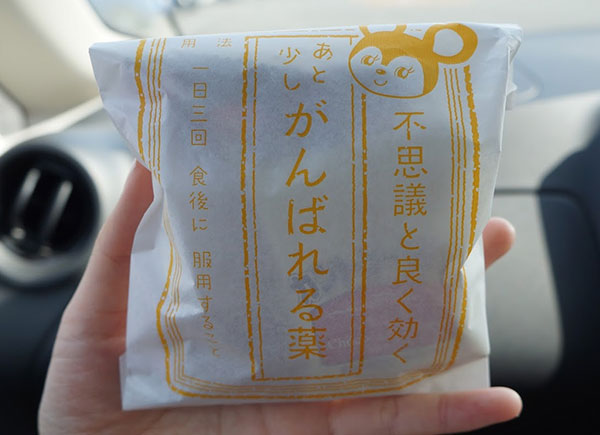 不思議と良く効く
あと少し
がんばれる薬
用法
一日三回 食後に 服用すること